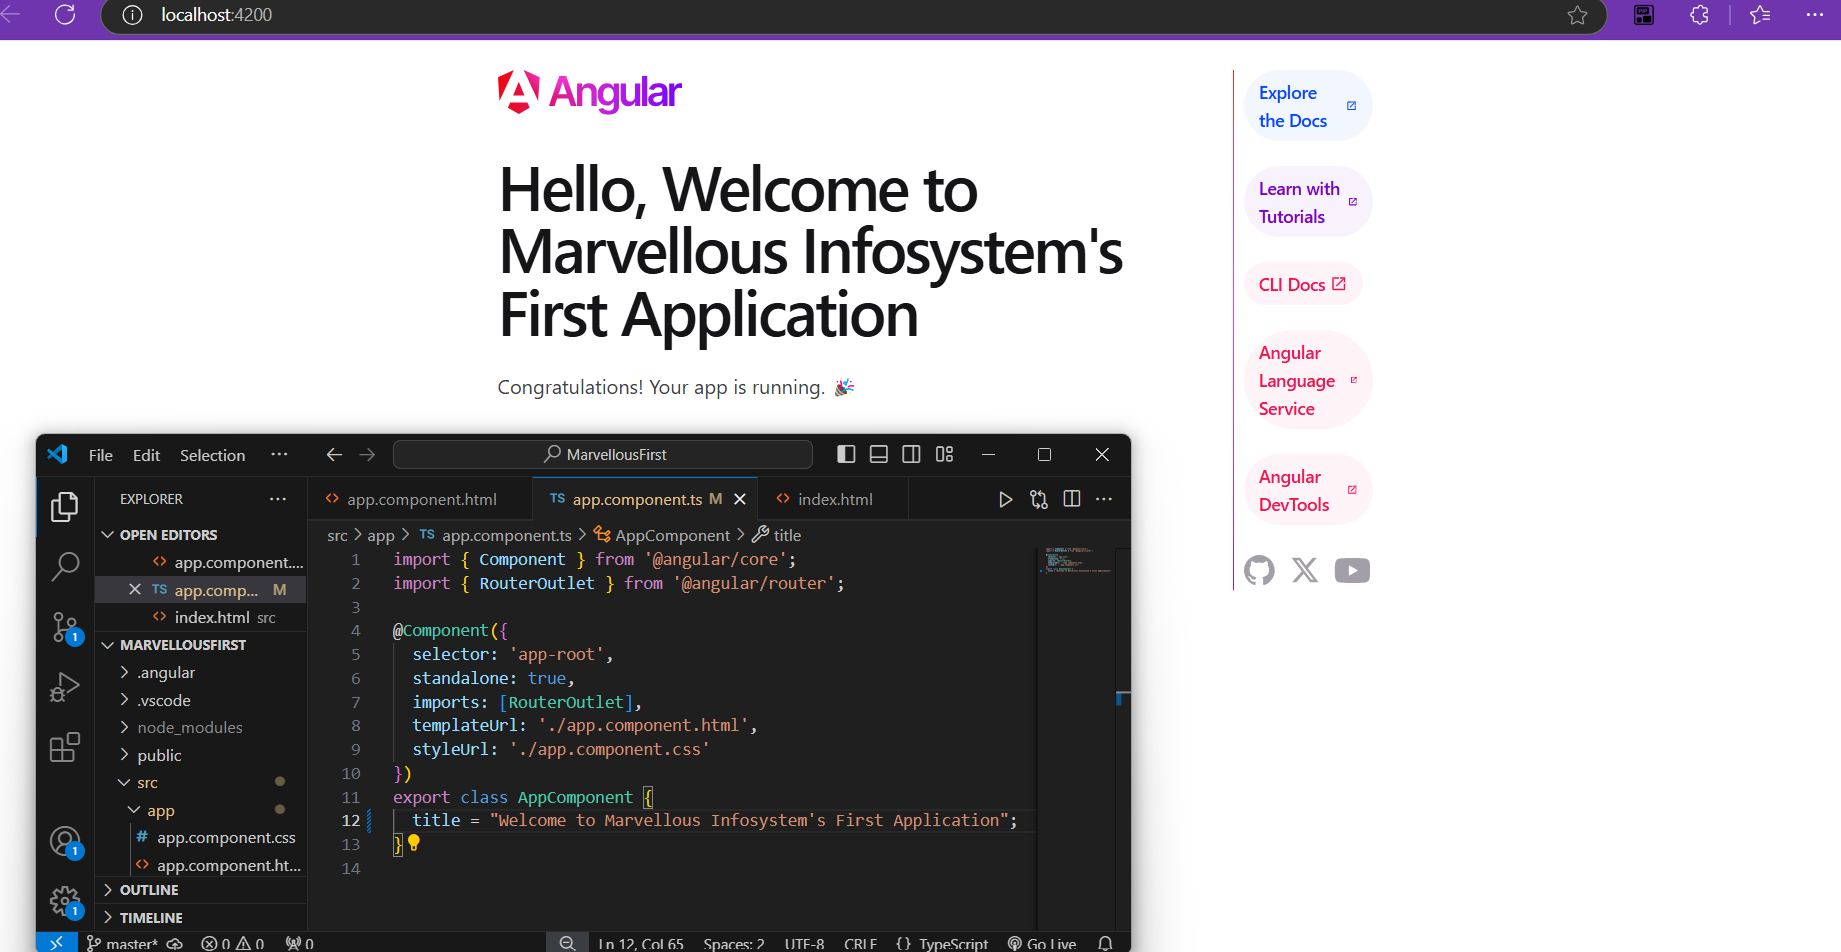 localhost:4200
Angular
Hello, Welcome to
Marvellous Infosystem's
First Application
Congratulations! Your app is running. 🎉
Explore
the Docs
Learn with
Tutorials
CLI Docs
Angular
Language
Service
Angular
DevTools
File Edit Selection ··· MarvellousFirst
EXPLORER ···
OPEN EDITORS
app.component....
TS app.comp... M
index.html src
MARVELLOUSFIRST
.angular
.vscode
node_modules
public
src
app
# app.component.css
<> app.component.ht...
OUTLINE
TIMELINE
1
1
1
<> app.component.html TS app.component.ts M <> index.html
src > app > TS app.component.ts > AppComponent > title
1 import { Component } from '@angular/core';
2 import { RouterOutlet } from '@angular/router';
3
4 @Component({
5 selector: 'app-root',
6 standalone: true,
7 imports: [RouterOutlet],
8 templateUrl: './app.component.html',
9 styleUrl: './app.component.css'
10 })
11 export class AppComponent {
12 title = "Welcome to Marvellous Infosystem's First Application";
13 }
14
master* 0 0 0 Ln 12, Col 65 Spaces: 2 UTF-8 CRLF {} TypeScript Go Live